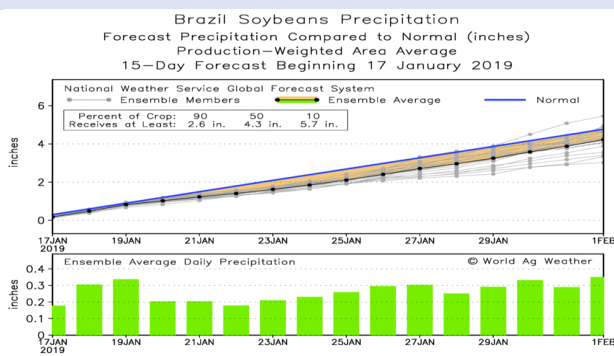 Brazil Soybeans Precipitation
Forecast Precipitation Compared to Normal (inches)
Production-Weighted Area Average
15-Day Forecast Beginning 17 January 2019
National Weather Service Global Forecast System
Ensemble Members Ensemble Average Normal
Percent of Crop: 90 50 10
Receives at Least: 2.6 in. 4.3 in. 5.7 in.
inches
6
4
2
0
17JAN 19JAN 21JAN 23JAN 25JAN 27JAN 29JAN 1FEB
2019
Ensemble Average Daily Precipitation © World Ag Weather
inches
0.4
0.3
0.2
0.1
0
17JAN 19JAN 21JAN 23JAN 25JAN 27JAN 29JAN 1FEB
2019